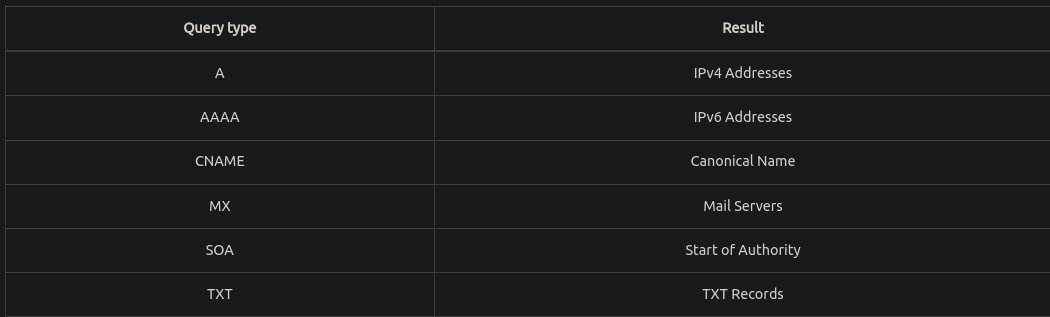 Query type Result
A IPv4 Addresses
AAAA IPv6 Addresses
CNAME Canonical Name
MX Mail Servers
SOA Start of Authority
TXT TXT Records